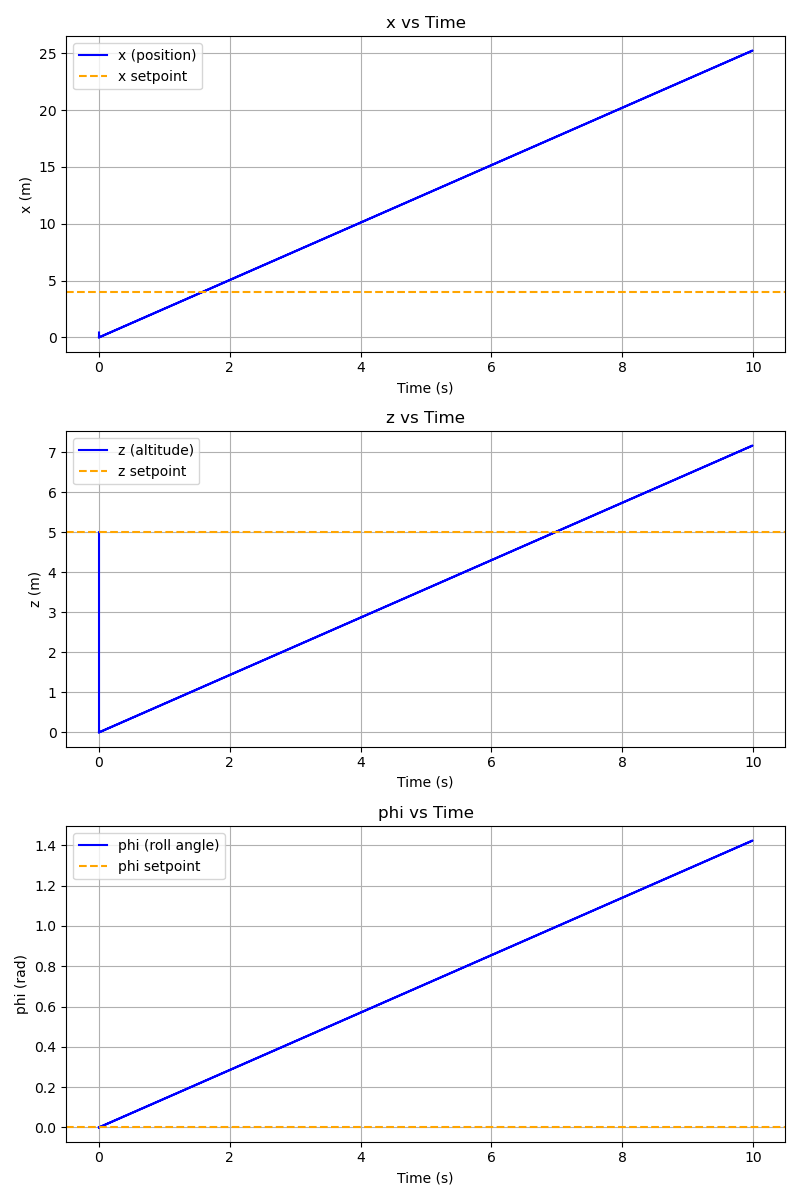 x vs Time
x (position)
x setpoint
25
20
15
10
5
0
x (m)
0 2 4 6 8 10
Time (s)
z vs Time
z (altitude)
z setpoint
7
6
5
4
3
2
1
0
z (m)
0 2 4 6 8 10
Time (s)
phi vs Time
phi (roll angle)
phi setpoint
1.4
1.2
1.0
0.8
0.6
0.4
0.2
0.0
phi (rad)
0 2 4 6 8 10
Time (s)